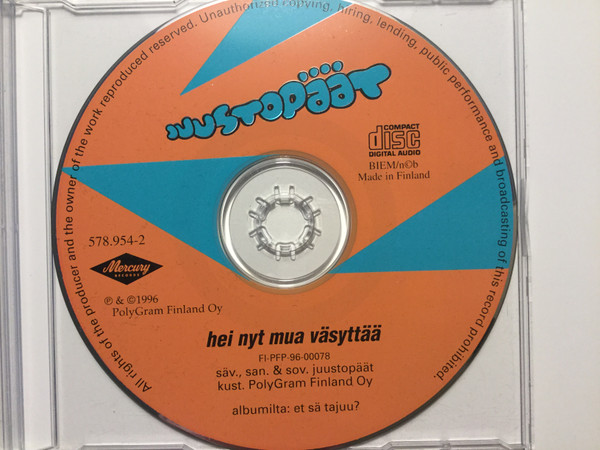 All rights of the producer and the owner of the work reproduced reserved. Unauthorized copying, hiring, lending, public performance and broadcasting of this record prohibited.
juustopäät
COMPACT
disc
DIGITAL AUDIO
BIEM/n©b
Made in Finland
578.954-2
Mercury
RECORDS
℗ & ©1996
PolyGram Finland Oy
hei nyt mua väsyttää
FI-PFP-96-00078
säv., san. & sov. juustopäät
kust. PolyGram Finland Oy
albumilta: et sä tajuu?